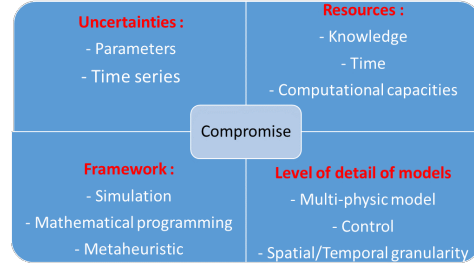 Uncertainties :
- Parameters
- Time series
Resources :
- Knowledge
- Time
- Computational capacities
Compromise
Framework :
- Simulation
- Mathematical programming
- Metaheuristic
Level of detail of models
- Multi-physic model
- Control
- Spatial/Temporal granularity